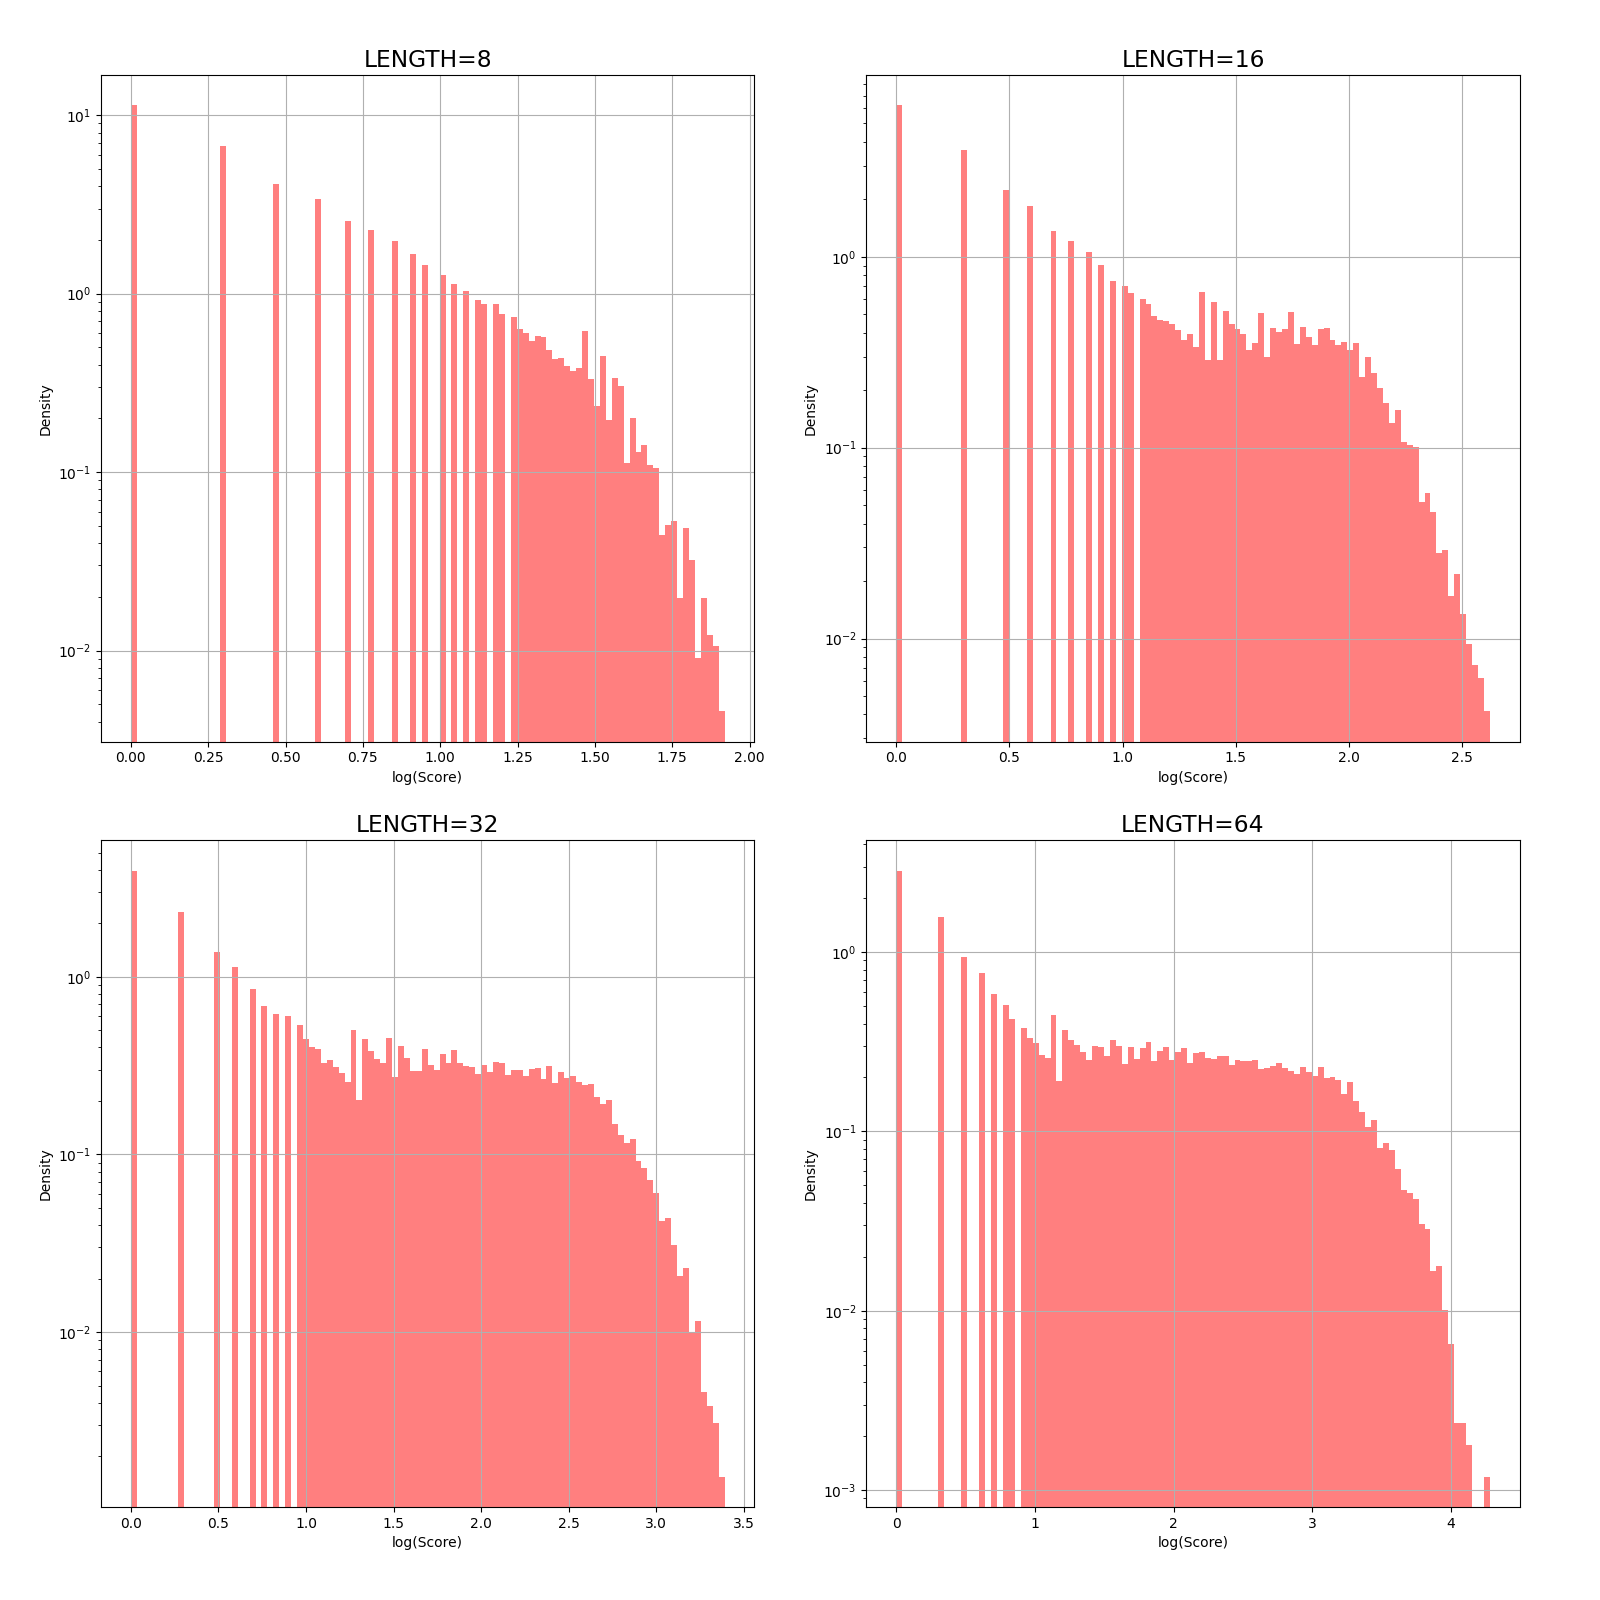 LENGTH=8
10¹
10⁰
10⁻¹
10⁻²
Density
0.00 0.25 0.50 0.75 1.00 1.25 1.50 1.75 2.00
log(Score)
LENGTH=16
10⁰
10⁻¹
10⁻²
Density
0.0 0.5 1.0 1.5 2.0 2.5
log(Score)
LENGTH=32
10⁰
10⁻¹
10⁻²
Density
0.0 0.5 1.0 1.5 2.0 2.5 3.0 3.5
log(Score)
LENGTH=64
10⁰
10⁻¹
10⁻²
10⁻³
Density
0 1 2 3 4
log(Score)